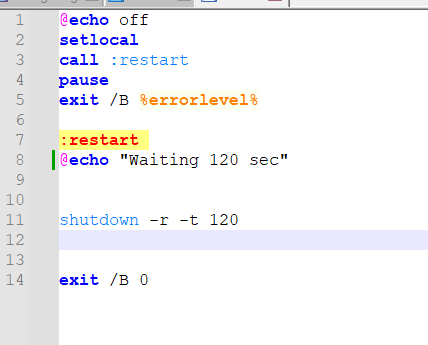 1 @echo off
2 setlocal
3 call :restart
4 pause
5 exit /B %errorlevel%
6
7 :restart
8 @echo "Waiting 120 sec"
9
10
11 shutdown -r -t 120
12
13
14 exit /B 0